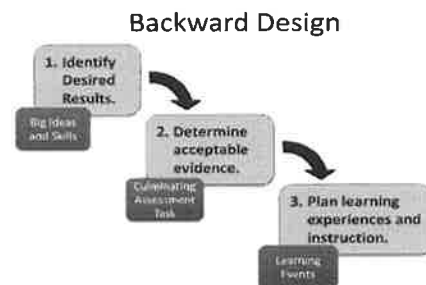 Backward Design
1. Identify
Desired
Results.
Big Ideas
and Skills
2. Determine
acceptable
evidence.
Culminating
Assessment
Task
3. Plan learning
experiences and
instruction.
Learning
Events